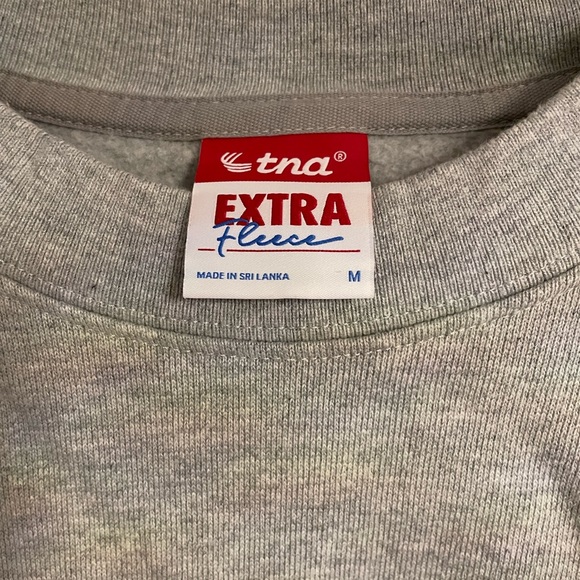 tna®
EXTRA
Fleece
MADE IN SRI LANKA M